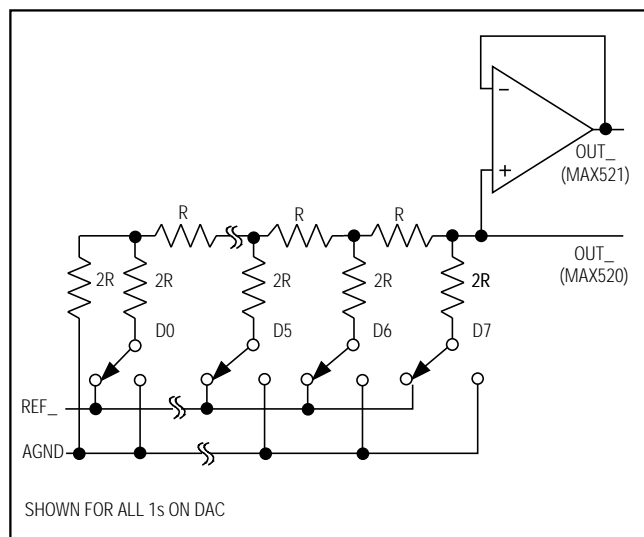 −
+
OUT_
(MAX521)
R
R
R
OUT_
(MAX520)
2R
2R
2R
2R
2R
D0
D5
D6
D7
REF_
AGND
SHOWN FOR ALL 1s ON DAC